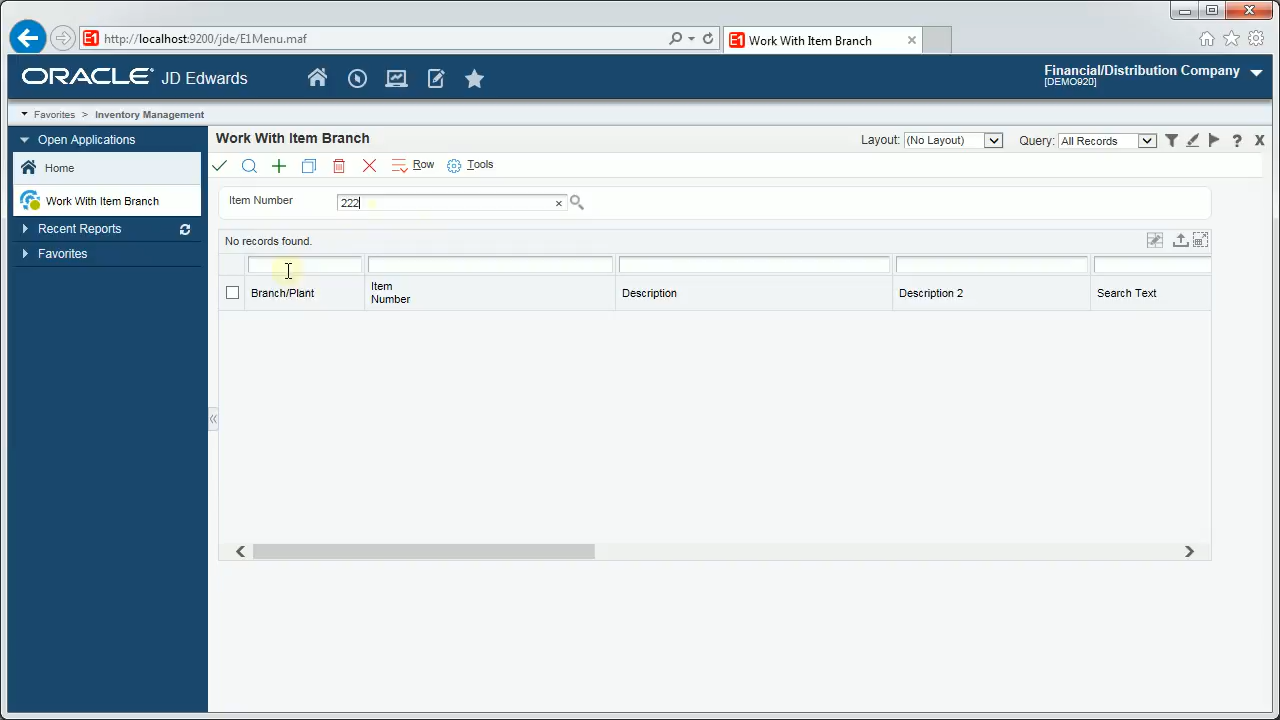 E1 http://localhost:9200/jde/E1Menu.maf
E1 Work With Item Branch
ORACLE JD Edwards
Financial/Distribution Company
[DEMO920]
Favorites > Inventory Management
Open Applications
Home
Work With Item Branch
Recent Reports
Favorites
Work With Item Branch
Layout: (No Layout) Query: All Records
Row Tools
Item Number 222
No records found.
Branch/Plant Item Number Description Description 2 Search Text